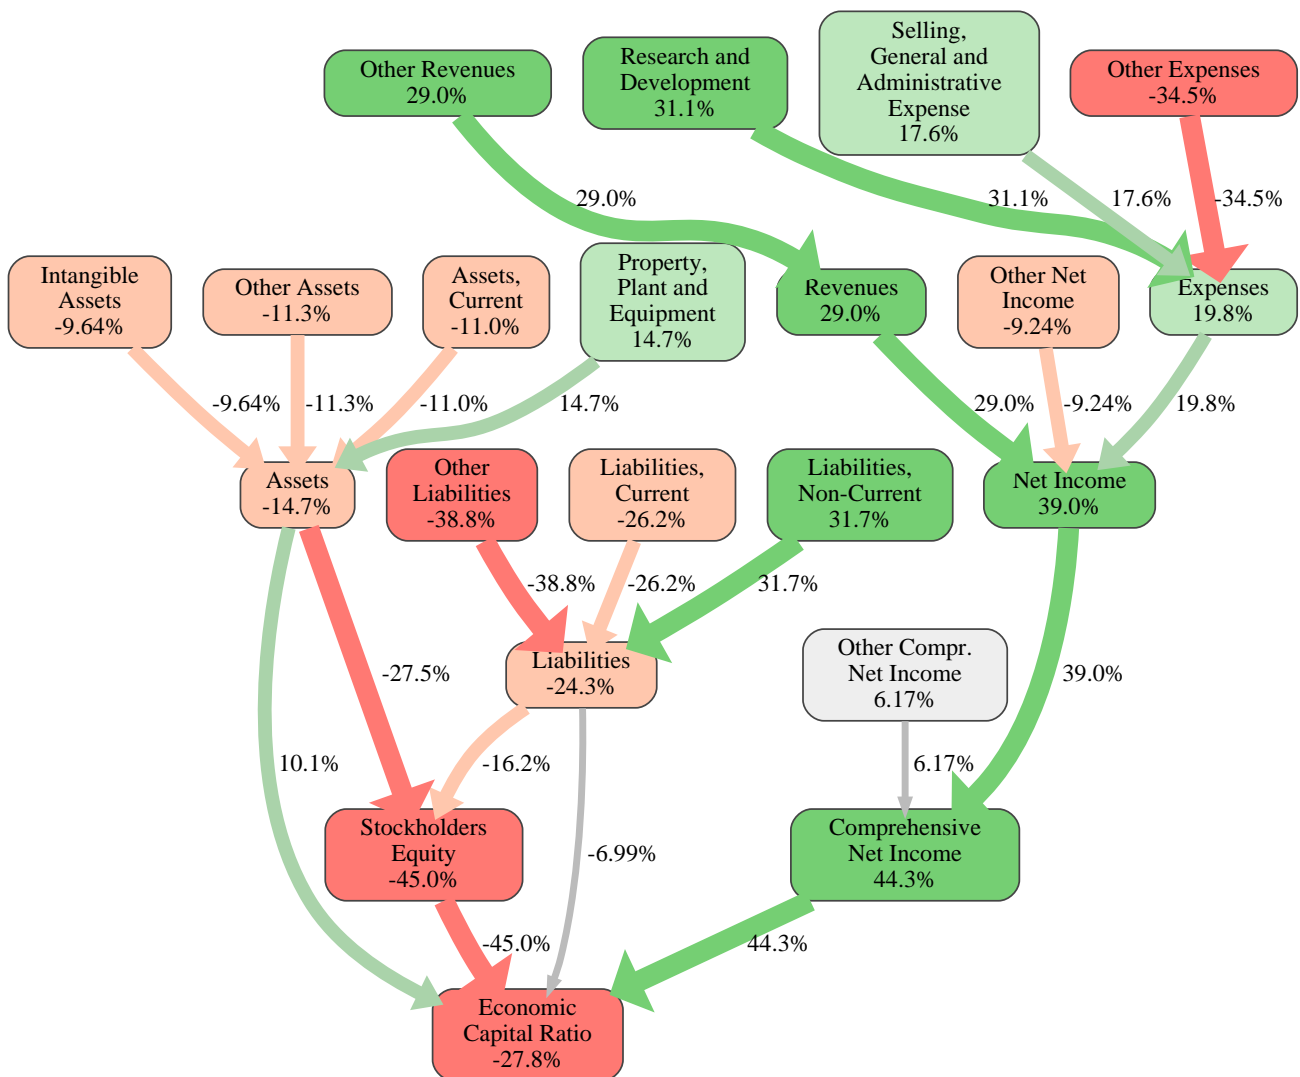 Other Revenues
29.0%
Research and
Development
31.1%
Selling,
General and
Administrative
Expense
17.6%
Other Expenses
-34.5%
29.0%
31.1%
17.6%
-34.5%
Intangible
Assets
-9.64%
Other Assets
-11.3%
Assets,
Current
-11.0%
Property,
Plant and
Equipment
14.7%
Revenues
29.0%
Other Net
Income
-9.24%
Expenses
19.8%
-9.64%
-11.3%
-11.0%
14.7%
29.0%
-9.24%
19.8%
Assets
-14.7%
Other
Liabilities
-38.8%
Liabilities,
Current
-26.2%
Liabilities,
Non-Current
31.7%
Net Income
39.0%
-38.8%
-26.2%
31.7%
Liabilities
-24.3%
Other Compr.
Net Income
6.17%
-27.5%
39.0%
10.1%
-16.2%
6.17%
Stockholders
Equity
-45.0%
-6.99%
Comprehensive
Net Income
44.3%
-45.0%
44.3%
Economic
Capital Ratio
-27.8%